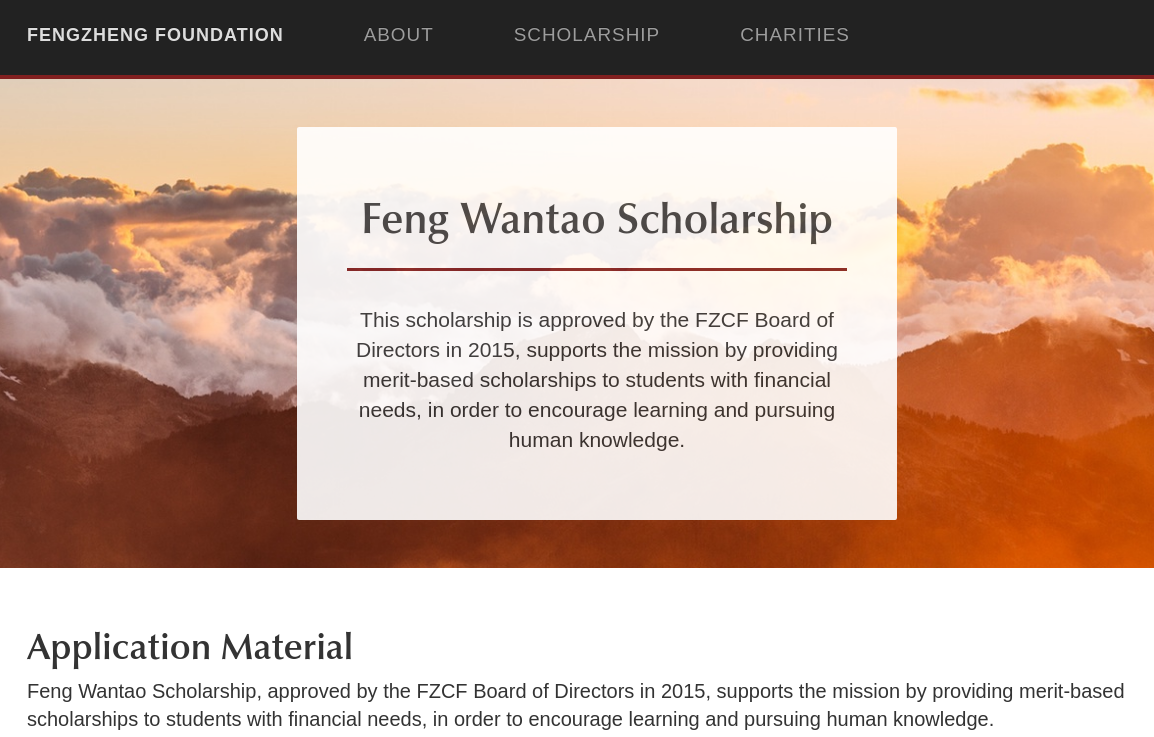 FENGZHENG FOUNDATION ABOUT SCHOLARSHIP CHARITIES
Feng Wantao Scholarship
This scholarship is approved by the FZCF Board of
Directors in 2015, supports the mission by providing
merit-based scholarships to students with financial
needs, in order to encourage learning and pursuing
human knowledge.
Application Material
Feng Wantao Scholarship, approved by the FZCF Board of Directors in 2015, supports the mission by providing merit-based
scholarships to students with financial needs, in order to encourage learning and pursuing human knowledge.